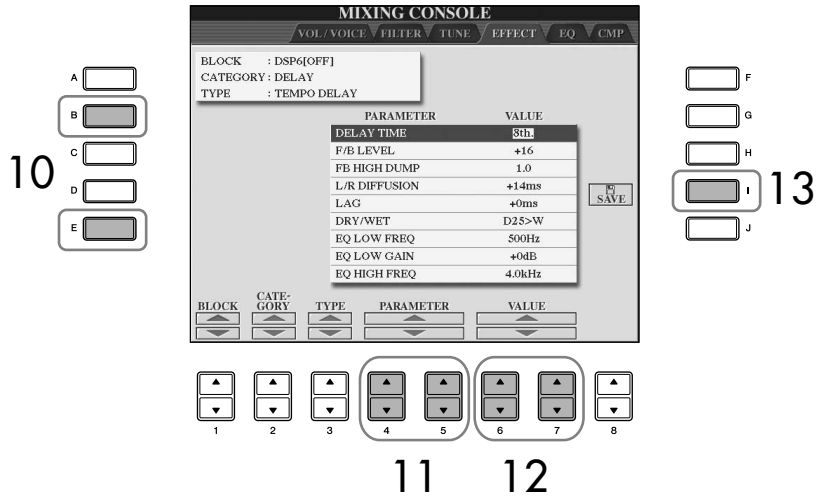 MIXING CONSOLE
VOL/VOICE FILTER TUNE EFFECT EQ CMP
BLOCK : DSP6[OFF]
CATEGORY : DELAY
TYPE : TEMPO DELAY
PARAMETER VALUE
DELAY TIME 8th.
F/B LEVEL +16
FB HIGH DUMP 1.0
L/R DIFFUSION +14ms
LAG +0ms
DRY/WET D25>W
EQ LOW FREQ 500Hz
EQ LOW GAIN +0dB
EQ HIGH FREQ 4.0kHz
SAVE
BLOCK CATE-GORY TYPE PARAMETER VALUE
A
B
C
D
E
10
F
G
H
I
J
13
1 2 3 4 5 6 7 8
11 12